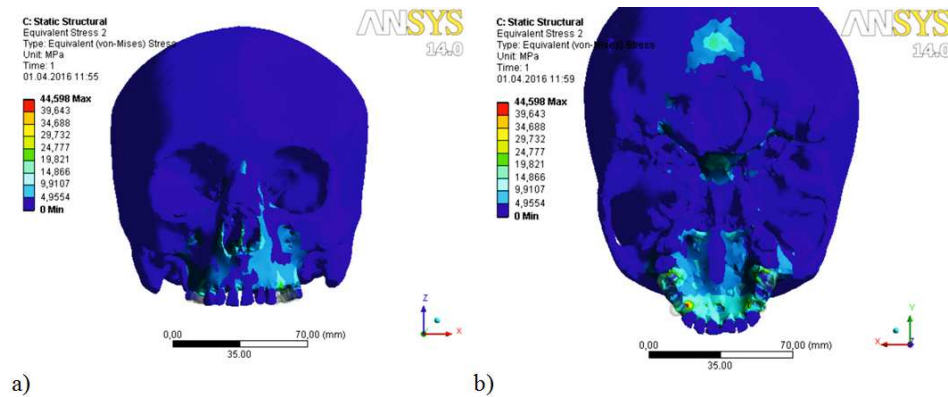 C: Static Structural
Equivalent Stress 2
Type: Equivalent (von-Mises) Stress
Unit: MPa
Time: 1
01.04.2016 11:55
ANSYS
14.0
44,598 Max
39,643
34,688
29,732
24,777
19,821
14,866
9,9107
4,9554
0 Min
0,00
70,00 (mm)
35.00
Z
X
a)
C: Static Structural
Equivalent Stress 2
Type: Equivalent (von-Mises) Stress
Unit: MPa
Time: 1
01.04.2016 11:59
ANSYS
14.0
44,598 Max
39,643
34,688
29,732
24,777
19,821
14,866
9,9107
4,9554
0 Min
0,00
70,00 (mm)
35.00
Y
X
b)